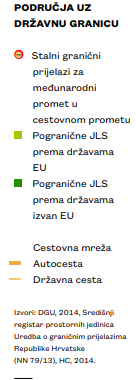 PODRUČJA UZ
DRŽAVNU GRANICU
Stalni granični
prijelazi za
međunarodni
promet u
cestovnom prometu
Pogranične JLS
prema državama
EU
Pogranične JLS
prema državama
izvan EU
Cestovna mreža
Autocesta
Državna cesta
Izvori: DGU, 2014, Središnji
registar prostornih jedinica
Uredba o graničnim prijelazima
Republike Hrvatske
(NN 79/13), HC, 2014.